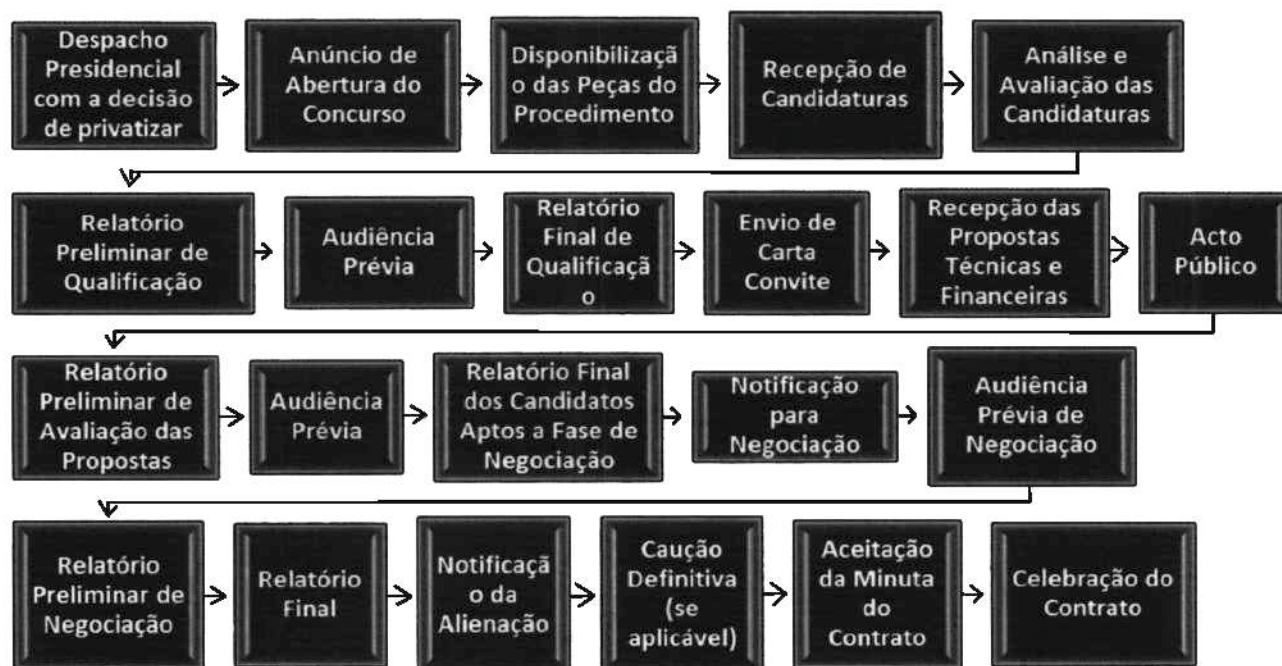 Despacho
Presidencial
com a decisão
de privatizar
Anúncio de
Abertura do
Concurso
Disponibilizaçã
o das Peças do
Procedimento
Recepção de
Candidaturas
Análise e
Avaliação das
Candidaturas
Relatório
Preliminar de
Qualificação
Audiência
Prévia
Relatório
Final de
Qualificaçã
o
Envio de
Carta
Convite
Recepção das
Propostas
Técnicas e
Financeiras
Acto
Público
Relatório
Preliminar de
Avaliação das
Propostas
Audiência
Prévia
Relatório Final
dos Candidatos
Aptos a Fase de
Negociação
Notificação
para
Negociação
Audiência
Prévia de
Negociação
Relatório
Preliminar de
Negociação
Relatório
Final
Notificaçã
o da
Alienação
Caução
Definitiva
(se
aplicável)
Aceitação
da Minuta
do
Contrato
Celebração do
Contrato